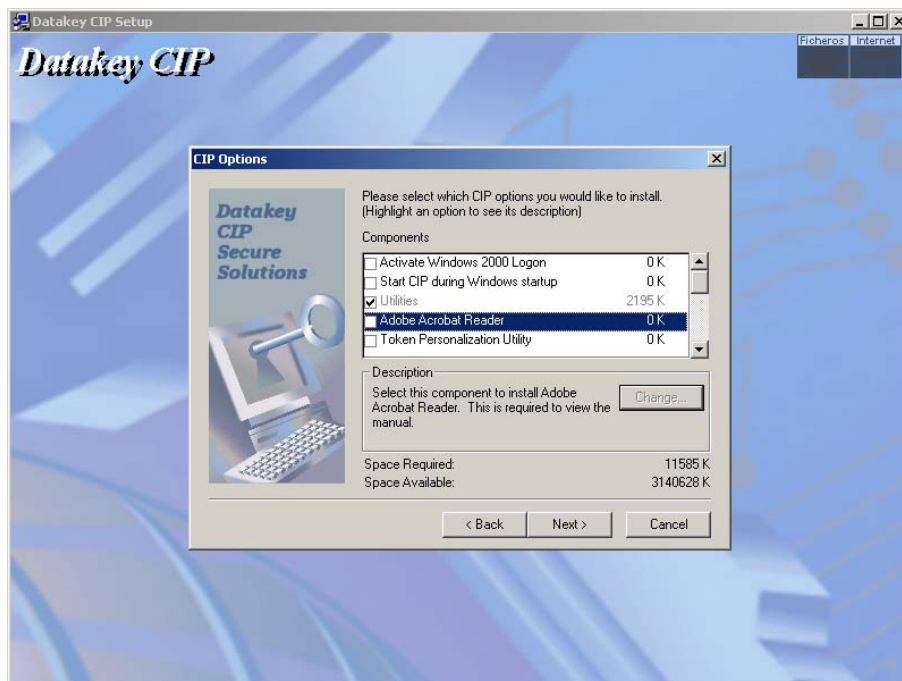 Datakey CIP Setup
Datakey CIP
Ficheros Internet
CIP Options
Datakey
CIP
Secure
Solutions
Please select which CIP options you would like to install.
(Highlight an option to see its description)
Components
Activate Windows 2000 Logon 0 K
Start CIP during Windows startup 0 K
Utilities 2195 K
Adobe Acrobat Reader 0 K
Token Personalization Utility 0 K
Description
Select this component to install Adobe
Acrobat Reader. This is required to view the
manual.
Change...
Space Required: 11585 K
Space Available: 3140628 K
< Back Next > Cancel